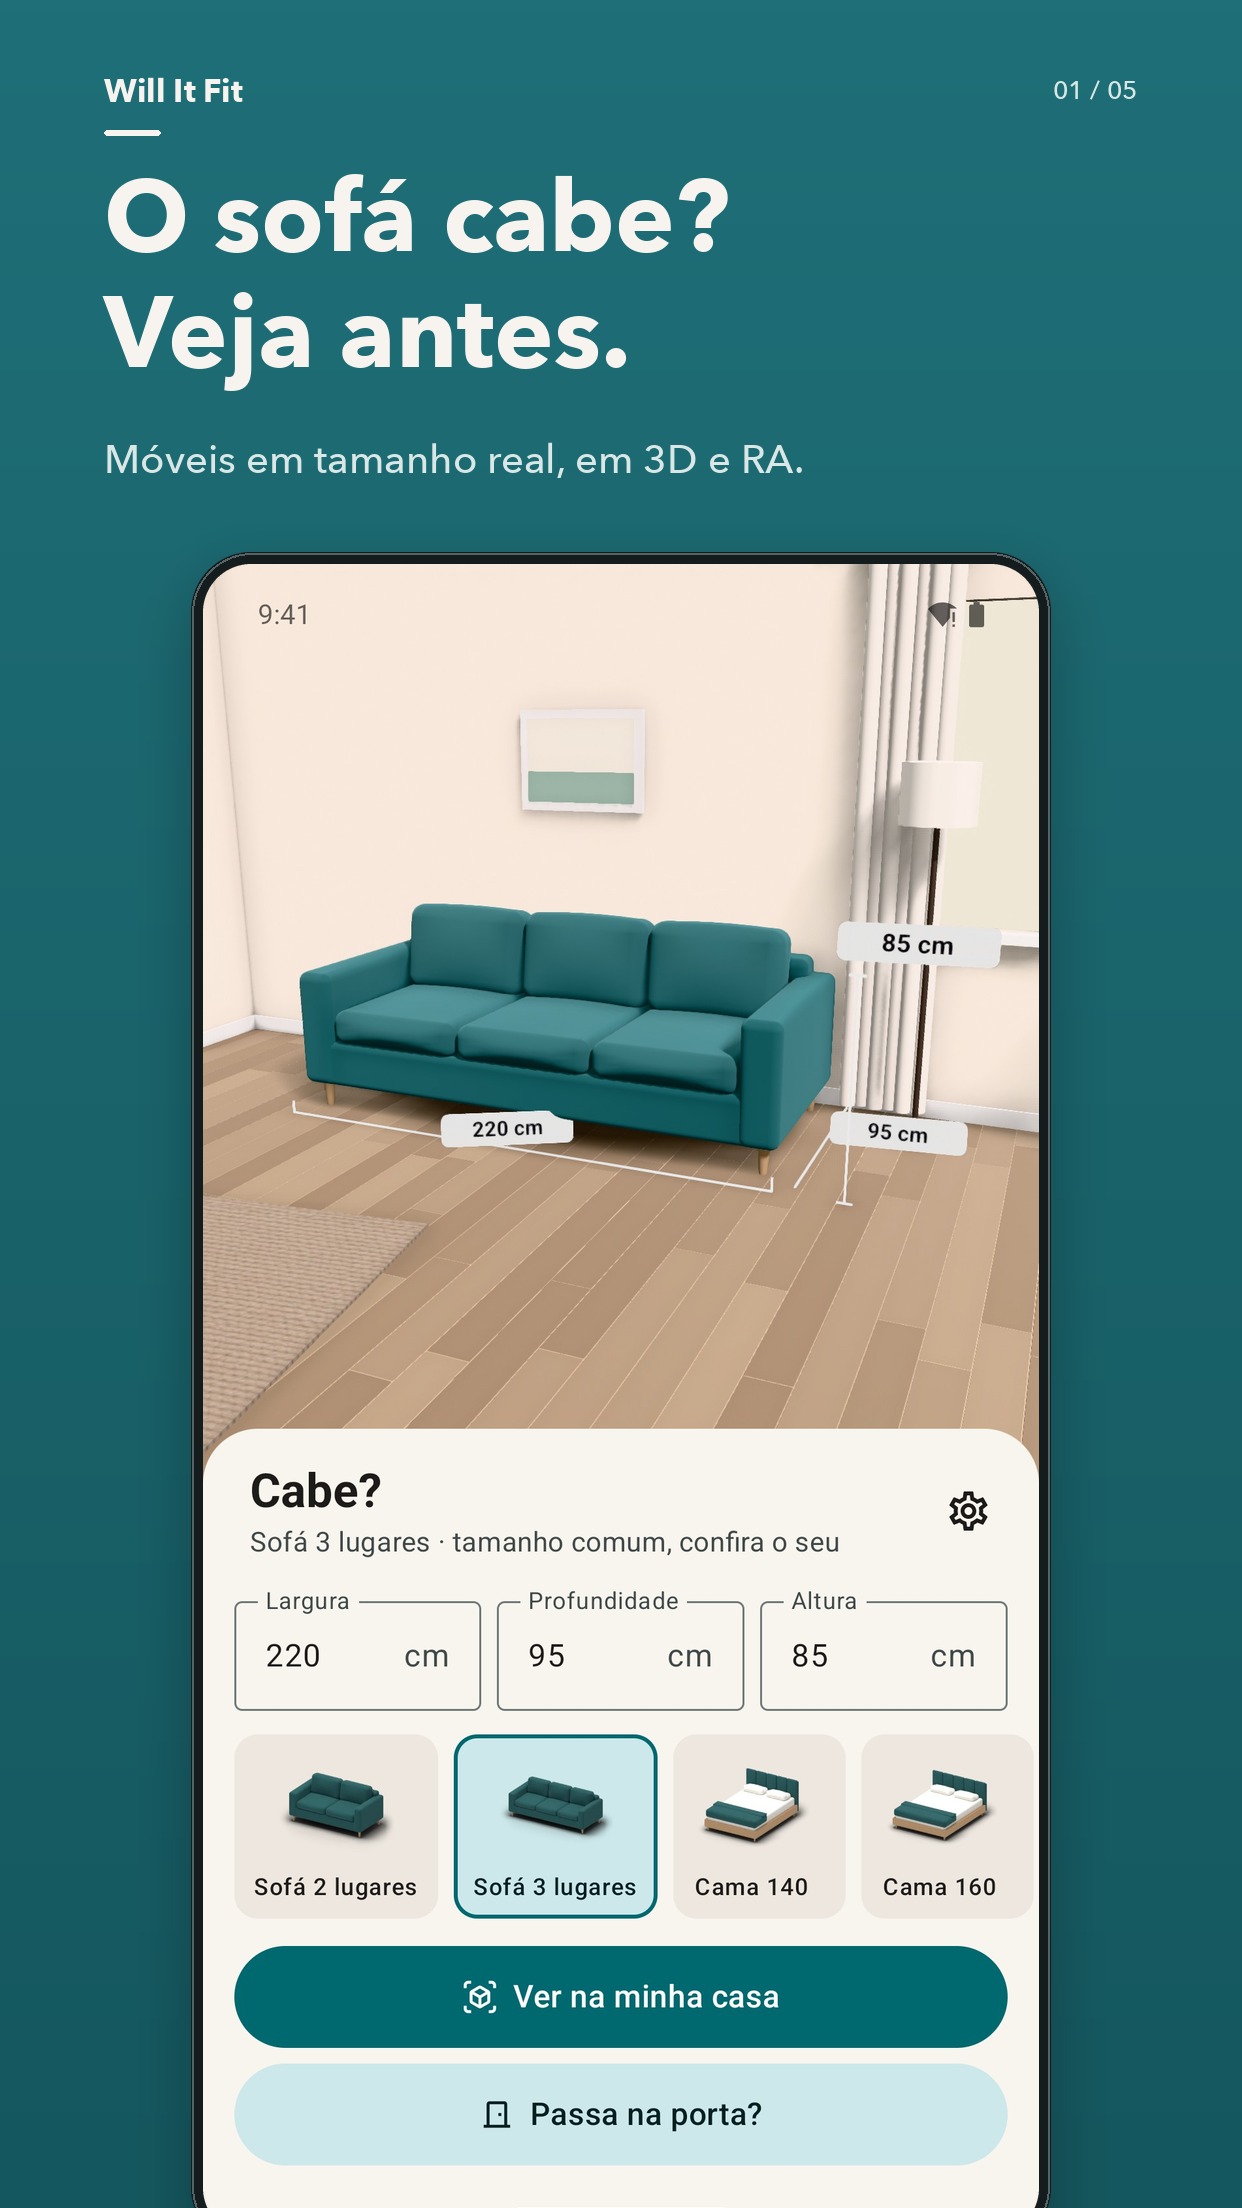 Will It Fit
01 / 05
O sofá cabe?
Veja antes.
Móveis em tamanho real, em 3D e RA.
9:41
85 cm
220 cm
95 cm
Cabe?
Sofá 3 lugares · tamanho comum, confira o seu
Largura
Profundidade
Altura
220 cm
95 cm
85 cm
Sofá 2 lugares
Sofá 3 lugares
Cama 140
Cama 160
Ver na minha casa
Passa na porta?